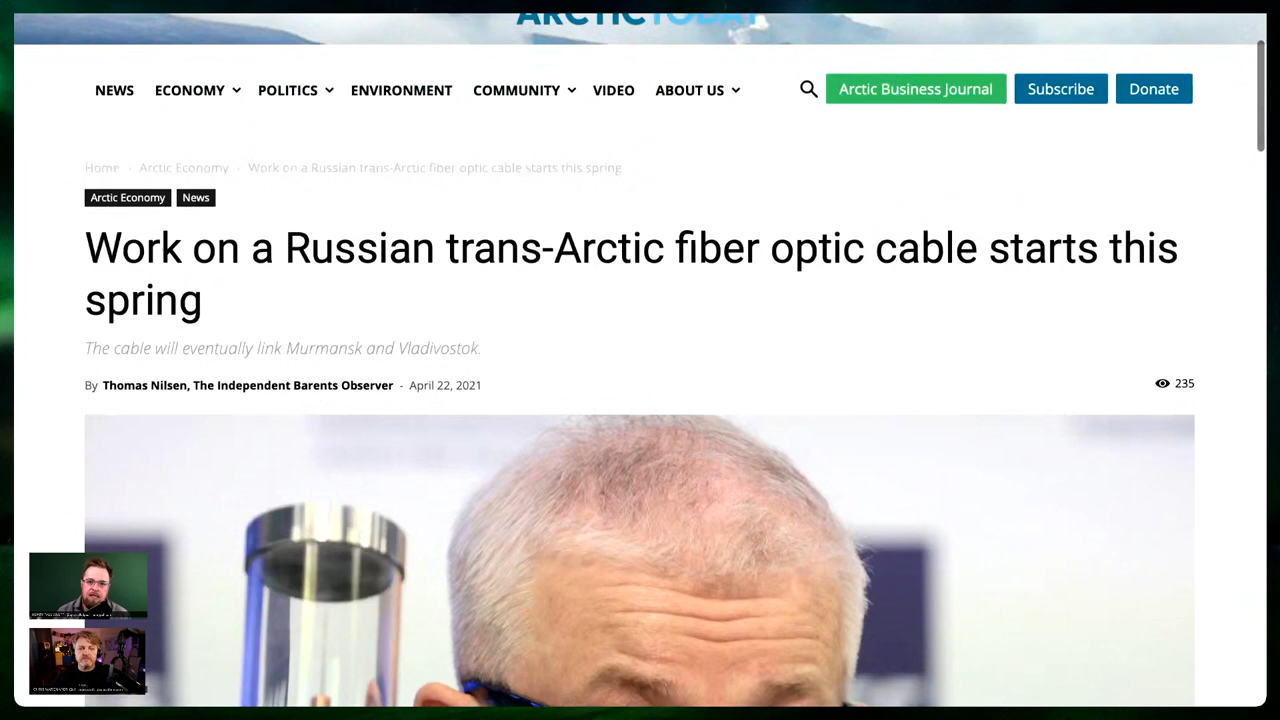 ARCTICTODAY
NEWS ECONOMY POLITICS ENVIRONMENT COMMUNITY VIDEO ABOUT US Arctic Business Journal Subscribe Donate
Home Arctic Economy Work on a Russian trans-Arctic fiber optic cable starts this spring
Arctic Economy News
Work on a Russian trans-Arctic fiber optic cable starts this
spring
The cable will eventually link Murmansk and Vladivostok.
By Thomas Nilsen, The Independent Barents Observer - April 22, 2021 235